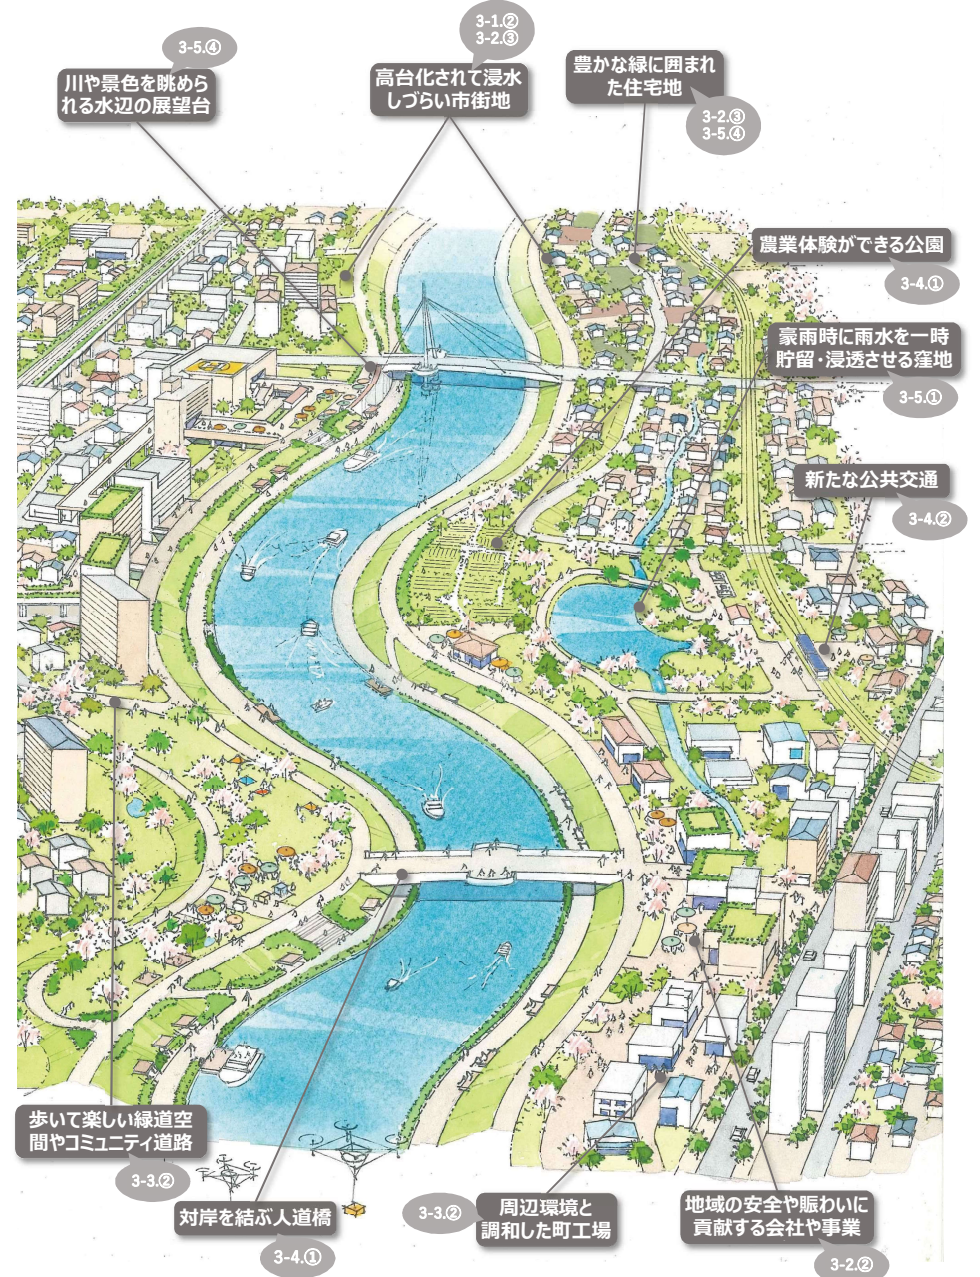 3-1.②
3-2.③
3-5.④
川や景色を眺めら
れる水辺の展望台
高台化されて浸水
しづらい市街地
豊かな緑に囲まれ
た住宅地
3-2.③
3-5.④
農業体験ができる公園
3-4.①
豪雨時に雨水を一時
貯留・浸透させる窪地
3-5.①
新たな公共交通
3-4.②
歩いて楽しい緑道空
間やコミュニティ道路
3-3.②
対岸を結ぶ人道橋
3-4.①
3-3.②
周辺環境と
調和した町工場
地域の安全や賑わいに
貢献する会社や事業
3-2.②